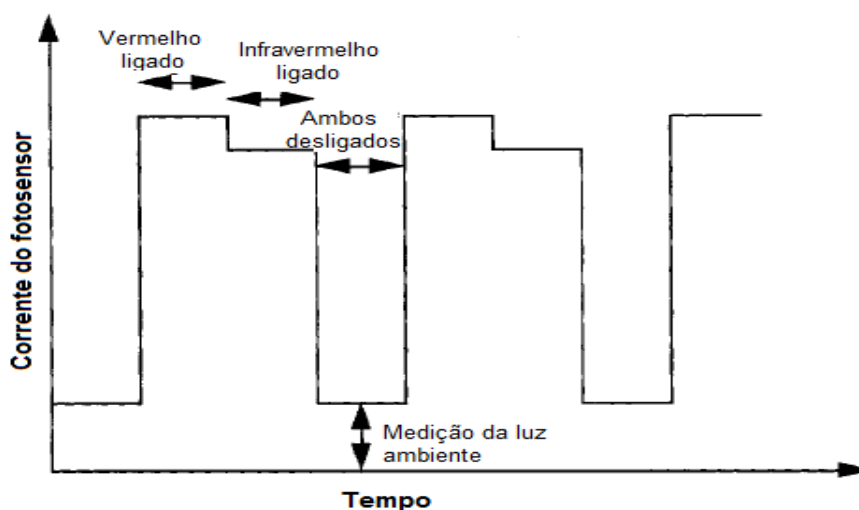 Vermelho
ligado
Infravermelho
ligado
Ambos
desligados
Corrente do fotosensor
Medição da luz
ambiente
Tempo